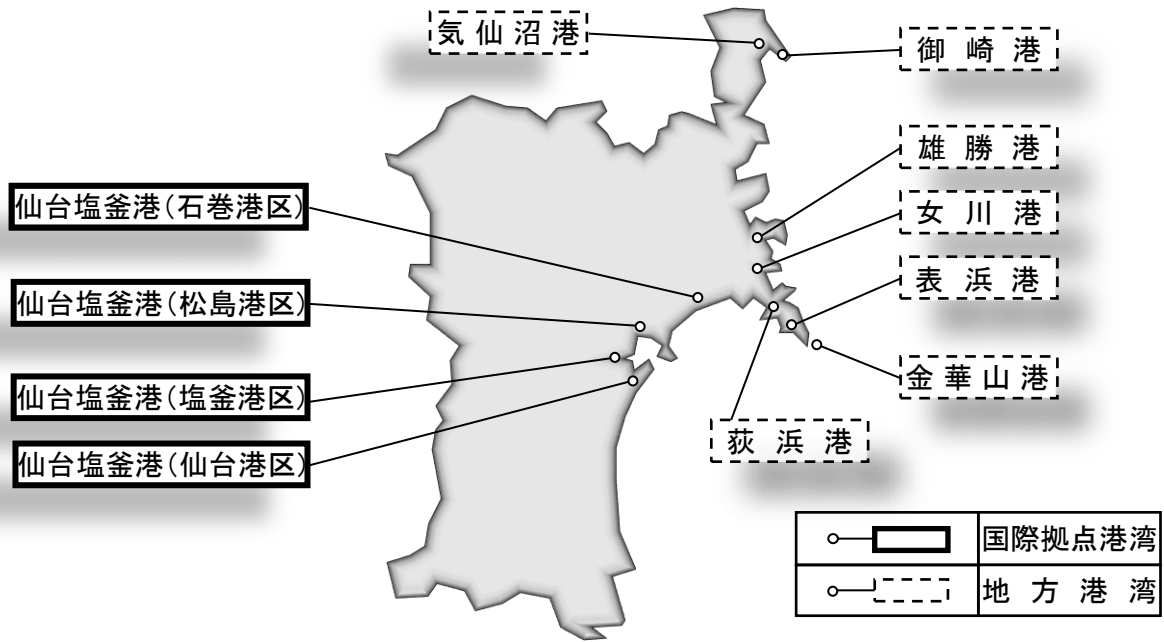 気仙沼港
御崎港
雄勝港
仙台塩釜港(石巻港区)
女川港
表浜港
仙台塩釜港(松島港区)
金華山港
仙台塩釜港(塩釜港区)
荻浜港
仙台塩釜港(仙台港区)
国際拠点港湾
地方港湾